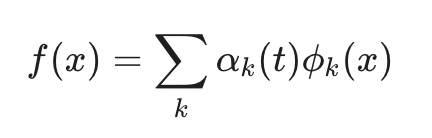 f(x) = ∑ₖ αₖ(t)ϕₖ(x)